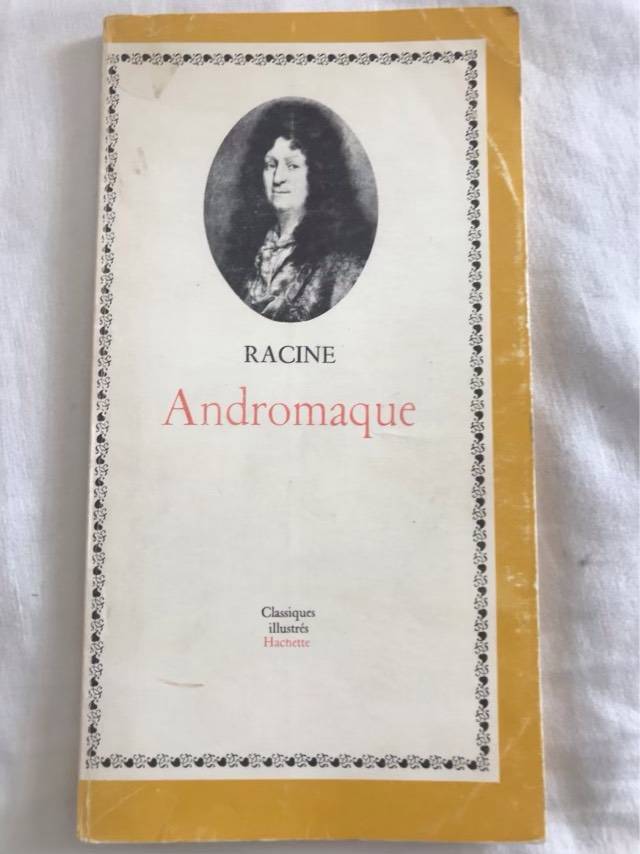 RACINE
Andromaque
Classiques
illustrés
Hachette